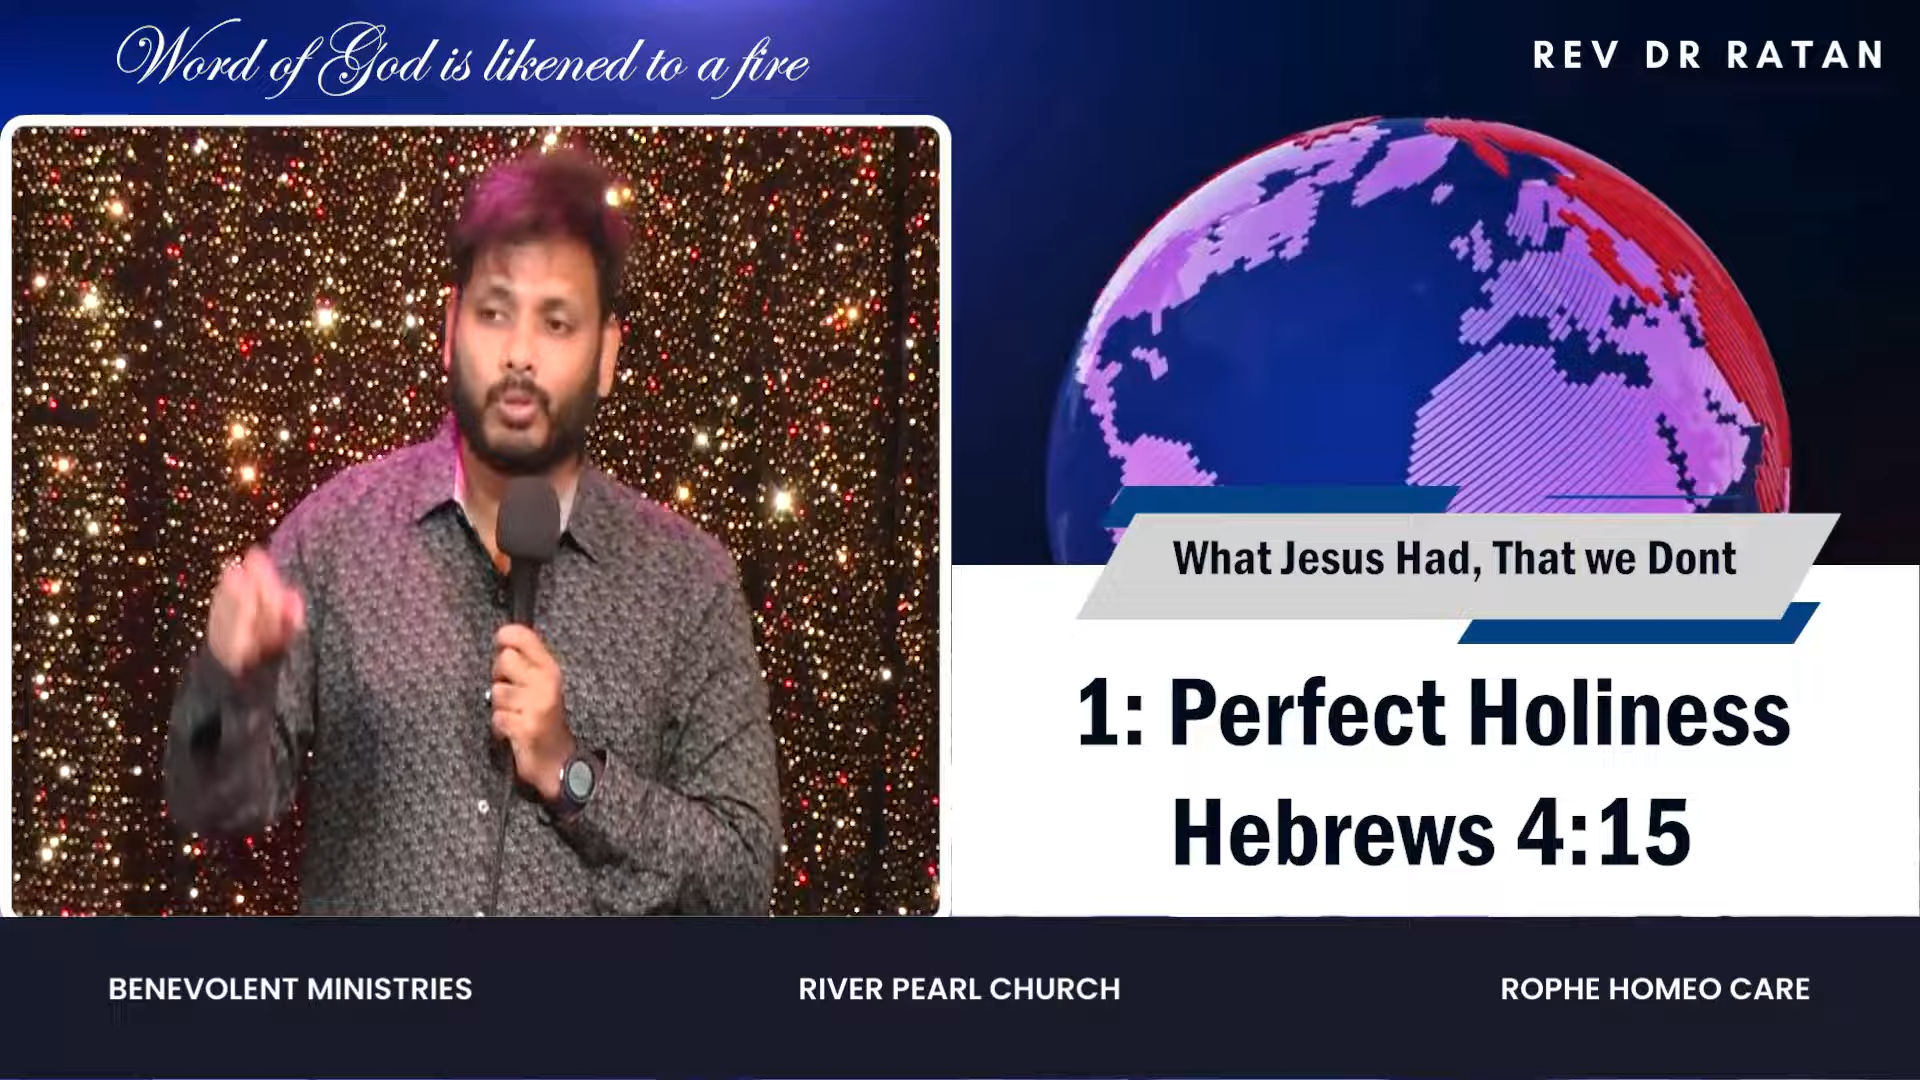 Word of God is likened to a fire
REV DR RATAN
What Jesus Had, That we Dont
1: Perfect Holiness
Hebrews 4:15
BENEVOLENT MINISTRIES
RIVER PEARL CHURCH
ROPHE HOMEO CARE